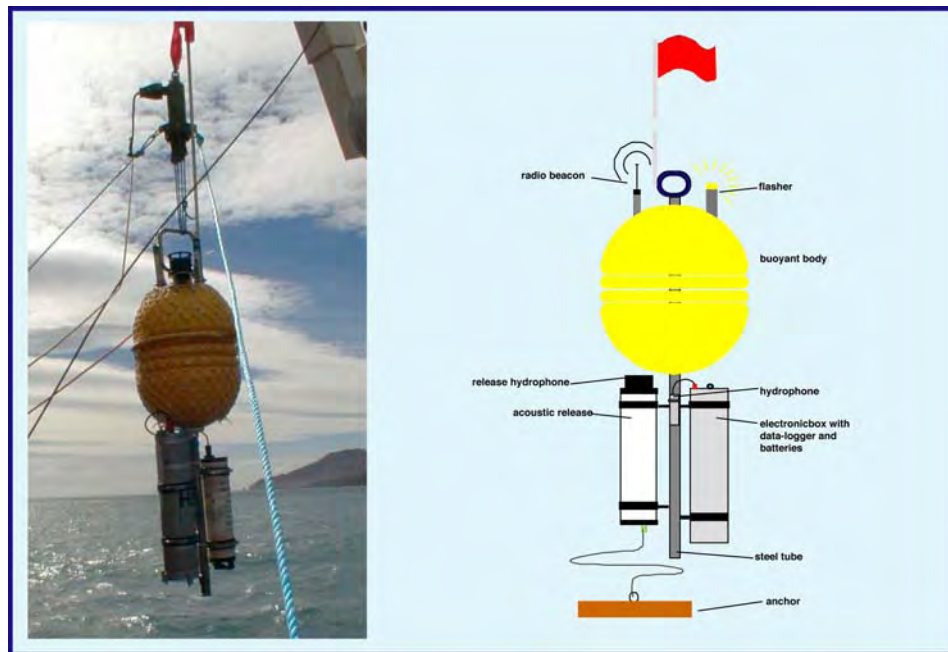 radio beacon
flasher
buoyant body
release hydrophone
hydrophone
acoustic release
electronicbox with
data-logger and
batteries
steel tube
anchor